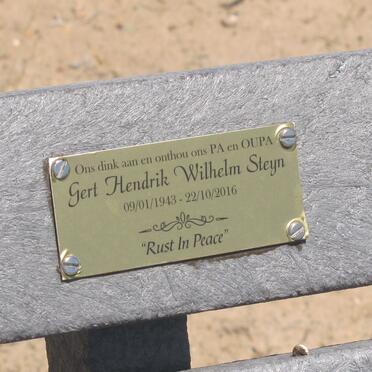 Ons dink aan en onthou ons PA en OUPA
Gert Hendrik Wilhelm Steyn
09/01/1943 - 22/10/2016
“Rust In Peace”